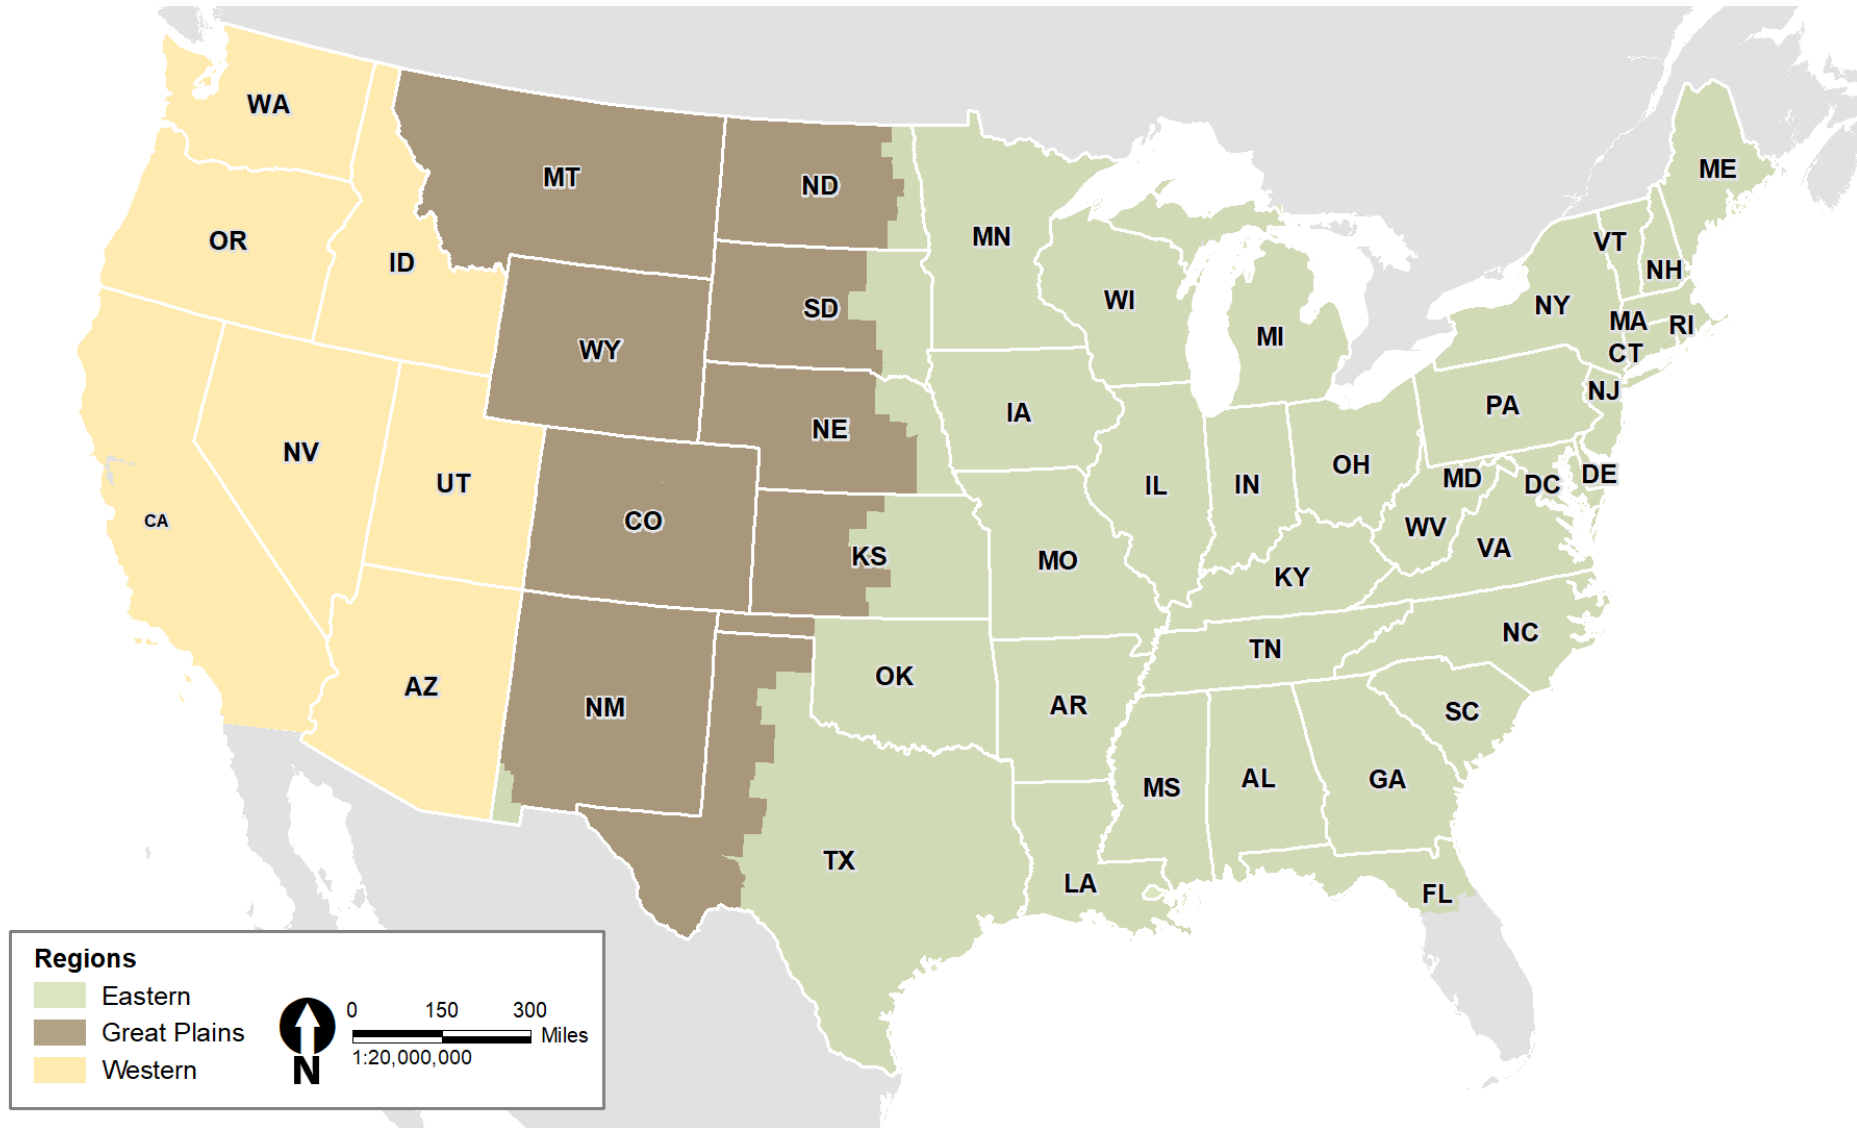 WA
ME
MT
ND
OR
MN
VT
ID
NH
WI
NY
SD
MA
RI
MI
WY
CT
NJ
PA
IA
NE
NV
OH
UT
IL
IN
MD
DC
DE
CO
CA
WV
VA
KS
MO
KY
NC
TN
OK
AZ
AR
NM
SC
MS
AL
GA
TX
LA
FL
Regions
Eastern
Great Plains
Western
0 150 300
Miles
1:20,000,000
N